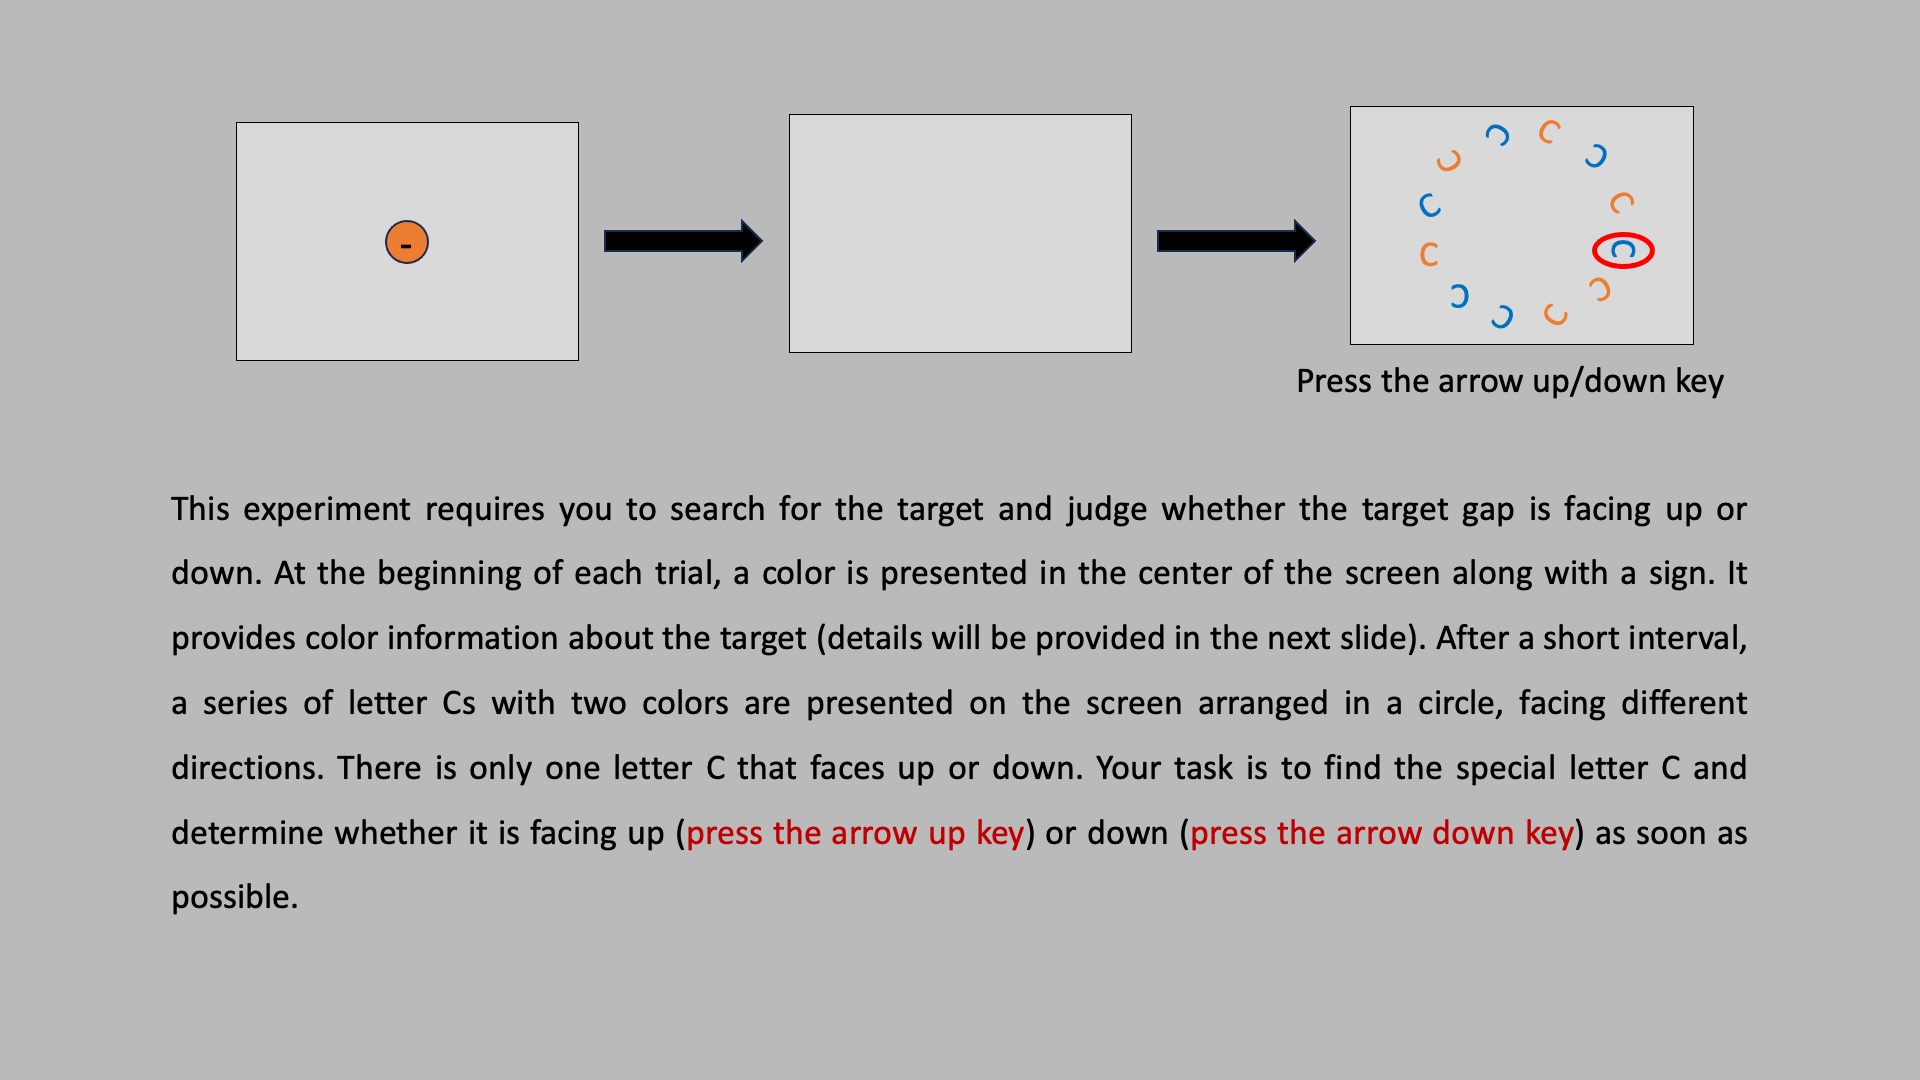 -
C C C C C C C C C C C C
Press the arrow up/down key
This experiment requires you to search for the target and judge whether the target gap is facing up or
down. At the beginning of each trial, a color is presented in the center of the screen along with a sign. It
provides color information about the target (details will be provided in the next slide). After a short interval,
a series of letter Cs with two colors are presented on the screen arranged in a circle, facing different
directions. There is only one letter C that faces up or down. Your task is to find the special letter C and
determine whether it is facing up (press the arrow up key) or down (press the arrow down key) as soon as
possible.